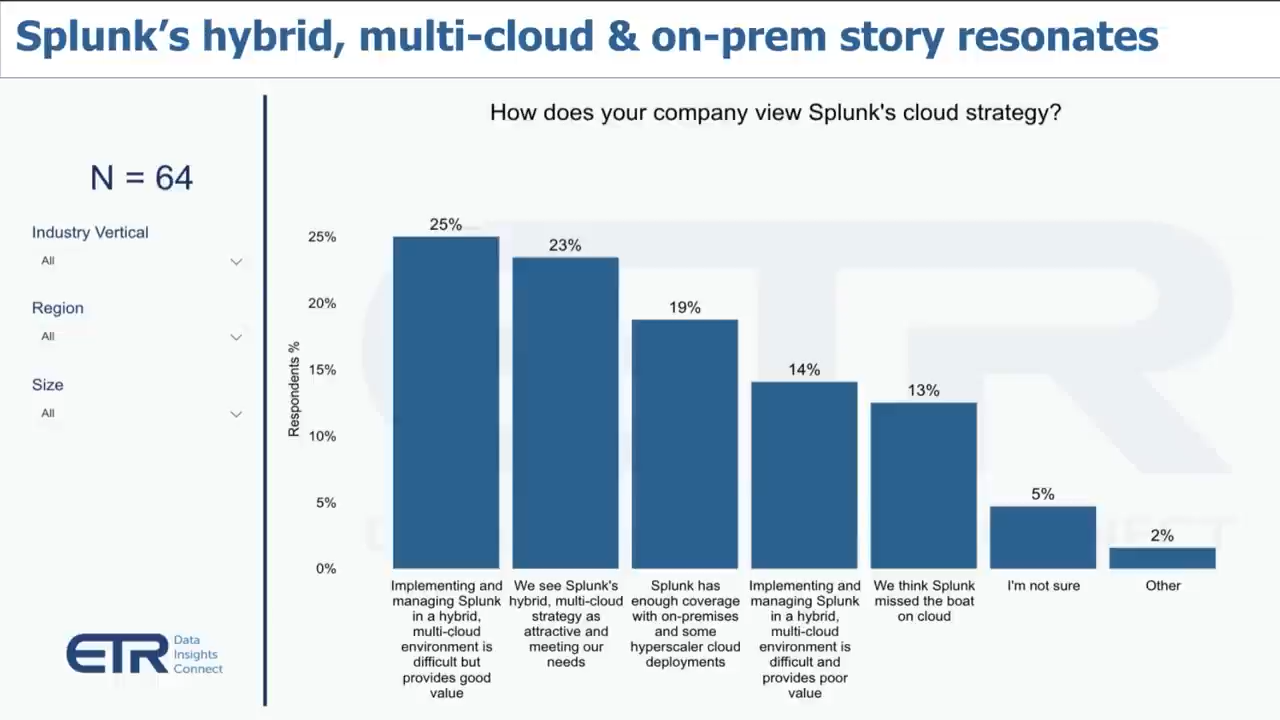 Splunk's hybrid, multi-cloud & on-prem story resonates
How does your company view Splunk's cloud strategy?
N = 64
Industry Vertical
All
Region
All
Size
All
Respondents %
25%
20%
15%
10%
5%
0%
25%
23%
19%
14%
13%
5%
2%
Implementing and
managing Splunk
in a hybrid,
multi-cloud
environment is
difficult but
provides good
value
We see Splunk's
hybrid, multi-cloud
strategy as
attractive and
meeting our
needs
Splunk has
enough coverage
with on-premises
and some
hyperscaler cloud
deployments
Implementing and
managing Splunk
in a hybrid,
multi-cloud
environment is
difficult and
provides poor
value
We think Splunk
missed the boat
on cloud
I'm not sure
Other
ETR
Data
Insights
Connect